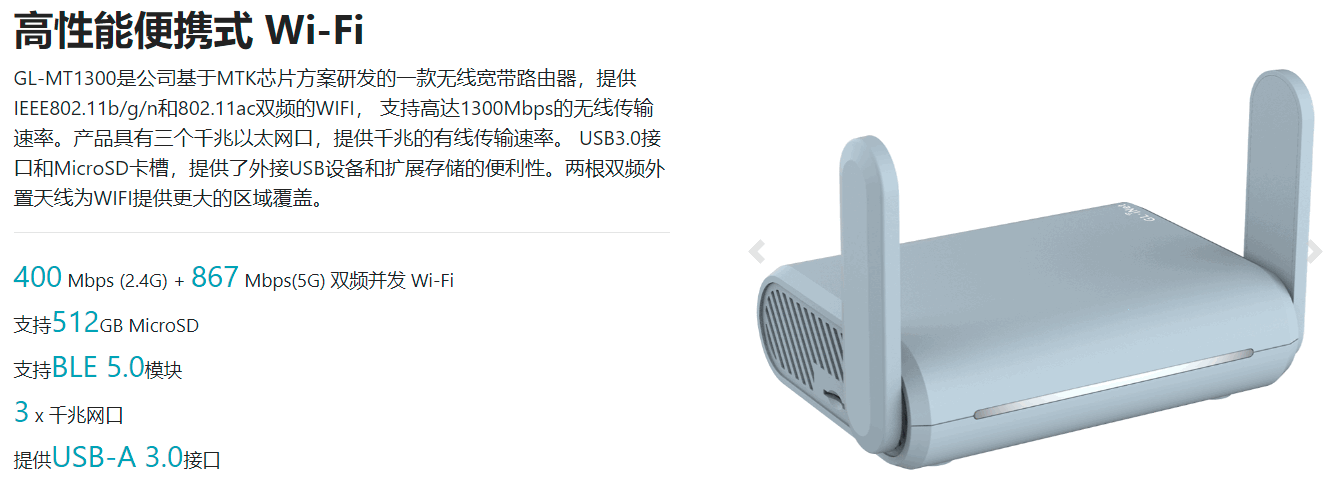 高性能便携式 Wi-Fi
GL-MT1300是公司基于MTK芯片方案研发的一款无线宽带路由器，提供
IEEE802.11b/g/n和802.11ac双频的WIFI， 支持高达1300Mbps的无线传输
速率。产品具有三个千兆以太网口，提供千兆的有线传输速率。 USB3.0接
口和MicroSD卡槽，提供了外接USB设备和扩展存储的便利性。两根双频外
置天线为WIFI提供更大的区域覆盖。
400 Mbps (2.4G) + 867 Mbps(5G) 双频并发 Wi-Fi
支持512GB MicroSD
支持BLE 5.0模块
3 x 千兆网口
提供USB-A 3.0接口
GL·iNet